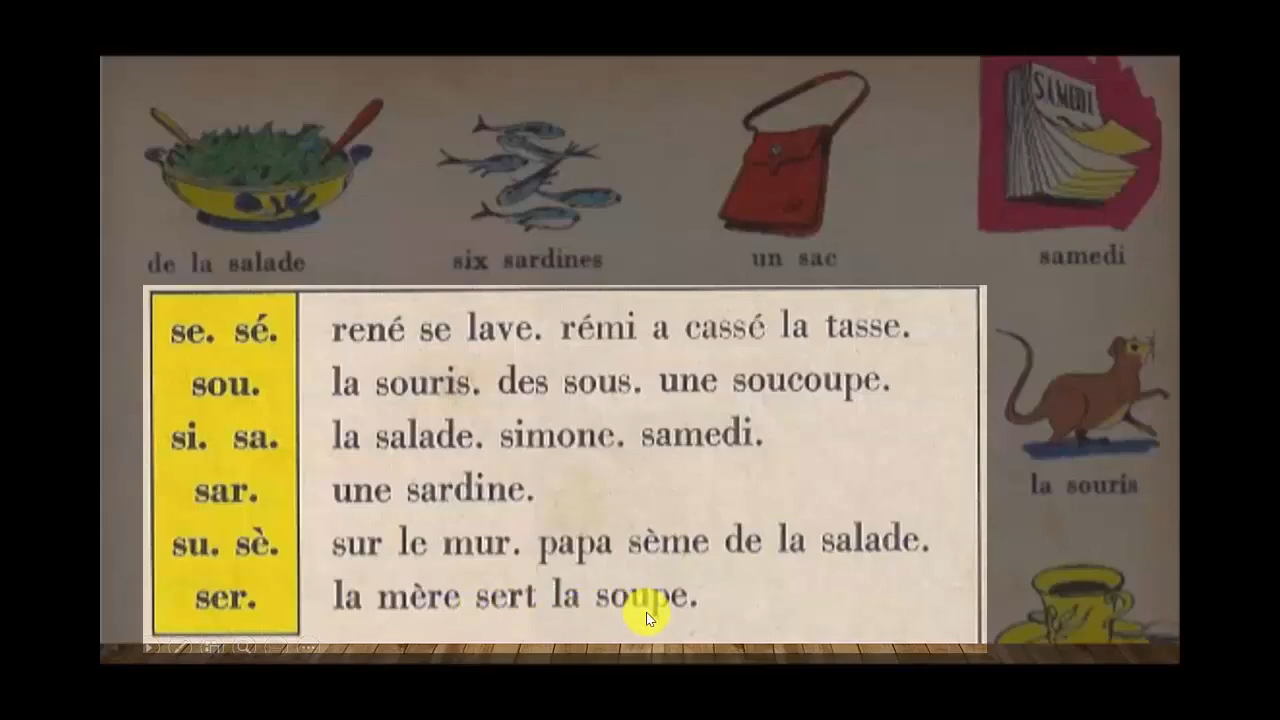 SAMEDI
de la salade
six sardines
un sac
samedi
se. sé.
rené se lave. rémi a cassé la tasse.
sou.
la souris. des sous. une soucoupe.
si. sa.
la salade. simone. samedi.
sar.
une sardine.
su. sè.
sur le mur. papa sème de la salade.
ser.
la mère sert la soupe.
la souris